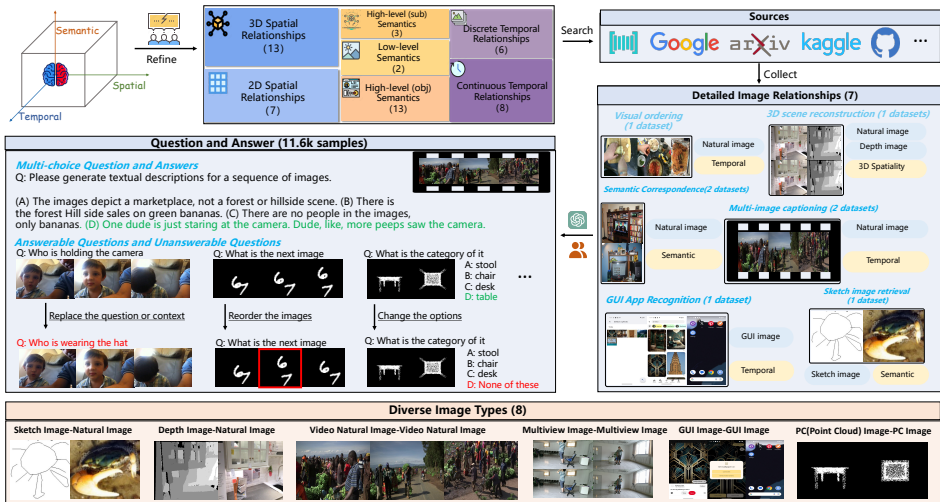 Semantic
Spatial
Temporal
Refine
3D Spatial
Relationships
(13)
2D Spatial
Relationships
(7)
High-level (sub)
Semantics
(3)
Low-level
Semantics
(2)
High-level (obj)
Semantics
(13)
Discrete Temporal
Relationships
(6)
Continuous Temporal
Relationships
(8)
Search
Sources
Google
arXiv
kaggle
...
Collect
Detailed Image Relationships (7)
Visual ordering
(1 dataset)
Natural image
Temporal
3D scene reconstruction (1 datasets)
Natural image
Depth image
3D Spatiality
Semantic Correspondence(2 datasets)
Natural image
Semantic
Multi-image captioning (2 datasets)
Natural image
Temporal
GUI App Recognition (1 dataset)
GUI image
Temporal
Sketch image retrieval
(1 dataset)
Sketch image
Semantic
Question and Answer (11.6k samples)
Multi-choice Question and Answers
Q: Please generate textual descriptions for a sequence of images.
(A) The images depict a marketplace, not a forest or hillside scene. (B) There is
the forest Hill side sales on green bananas. (C) There are no people in the images,
only bananas. (D) One dude is just staring at the camera. Dude, like, more peeps saw the camera.
Answerable Questions and Unanswerable Questions
Q: Who is holding the camera
Q: What is the next image
Q: What is the category of it
A: stool
B: chair
C: desk
D: table
...
Replace the question or context
Reorder the images
Change the options
Q: Who is wearing the hat
Q: What is the next image
Q: What is the category of it
A: stool
B: chair
C: desk
D: None of these
Diverse Image Types (8)
Sketch Image-Natural Image
Depth Image-Natural Image
Video Natural Image-Video Natural Image
Multiview Image-Multiview Image
GUI Image-GUI Image
PC(Point Cloud) Image-PC Image